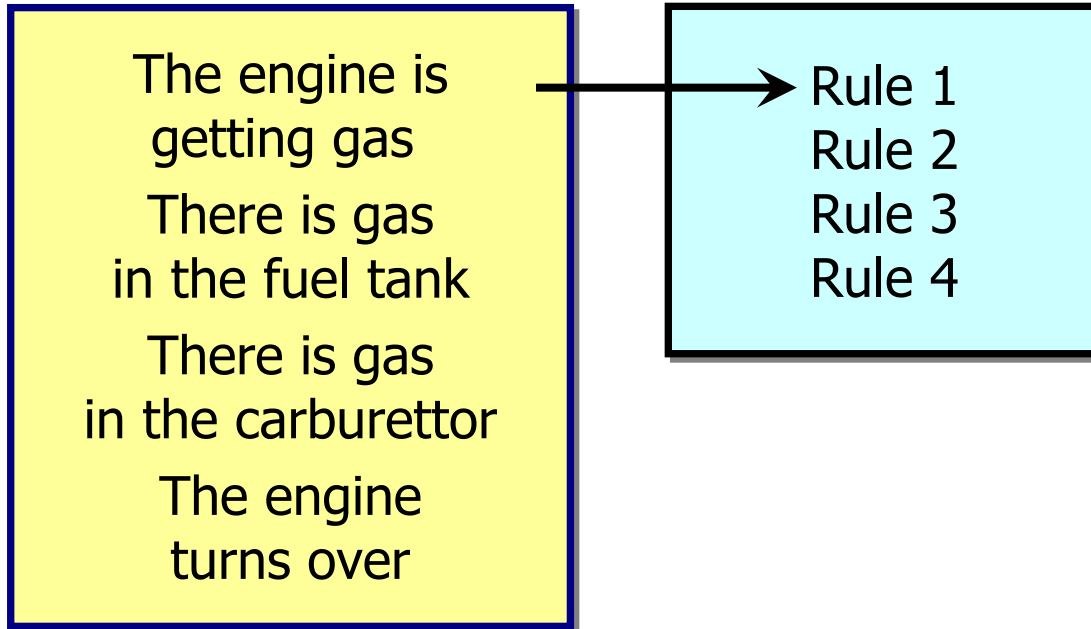 The engine is
getting gas
There is gas
in the fuel tank
There is gas
in the carburettor
The engine
turns over
Rule 1
Rule 2
Rule 3
Rule 4